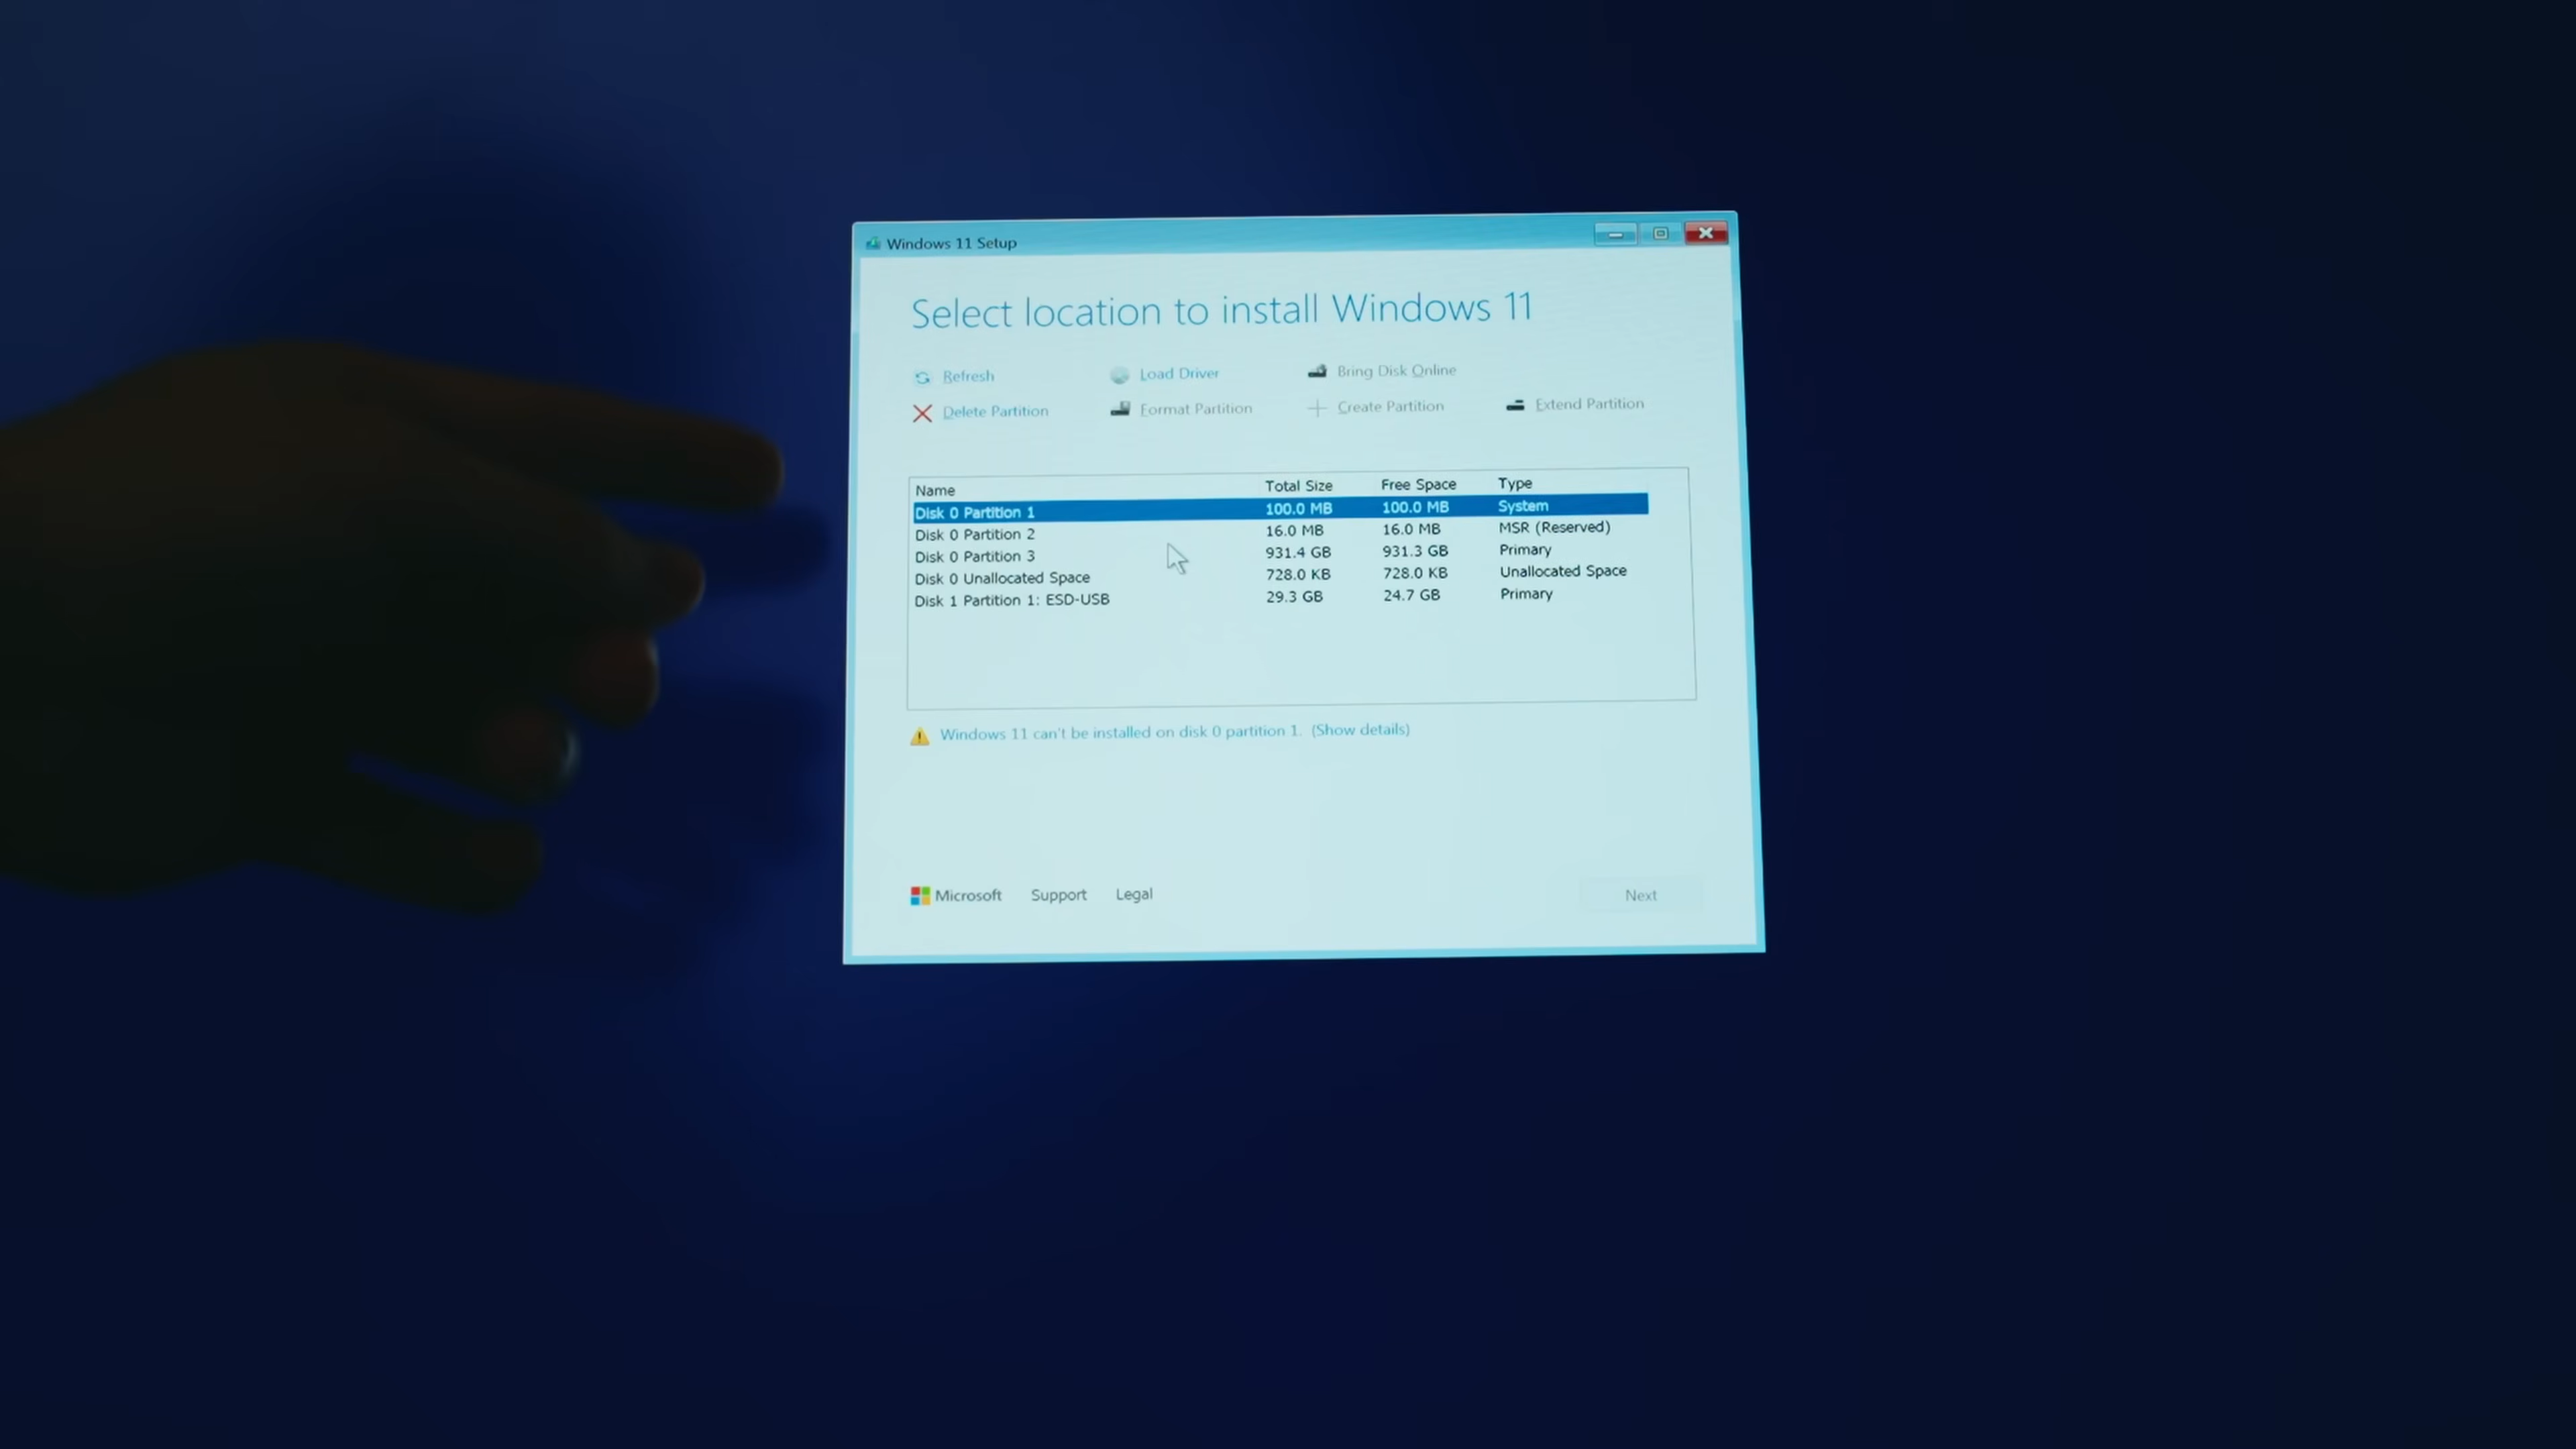 Windows 11 Setup
Select location to install Windows 11
Refresh Load Driver Bring Disk Online
Delete Partition Format Partition Create Partition Extend Partition
Name Total Size Free Space Type
Disk 0 Partition 1 100.0 MB 100.0 MB System
Disk 0 Partition 2 16.0 MB 16.0 MB MSR (Reserved)
Disk 0 Partition 3 931.4 GB 931.3 GB Primary
Disk 0 Unallocated Space 728.0 KB 728.0 KB Unallocated Space
Disk 1 Partition 1: ESD-USB 29.3 GB 24.7 GB Primary
Windows 11 can't be installed on disk 0 partition 1. (Show details)
Microsoft Support Legal Next